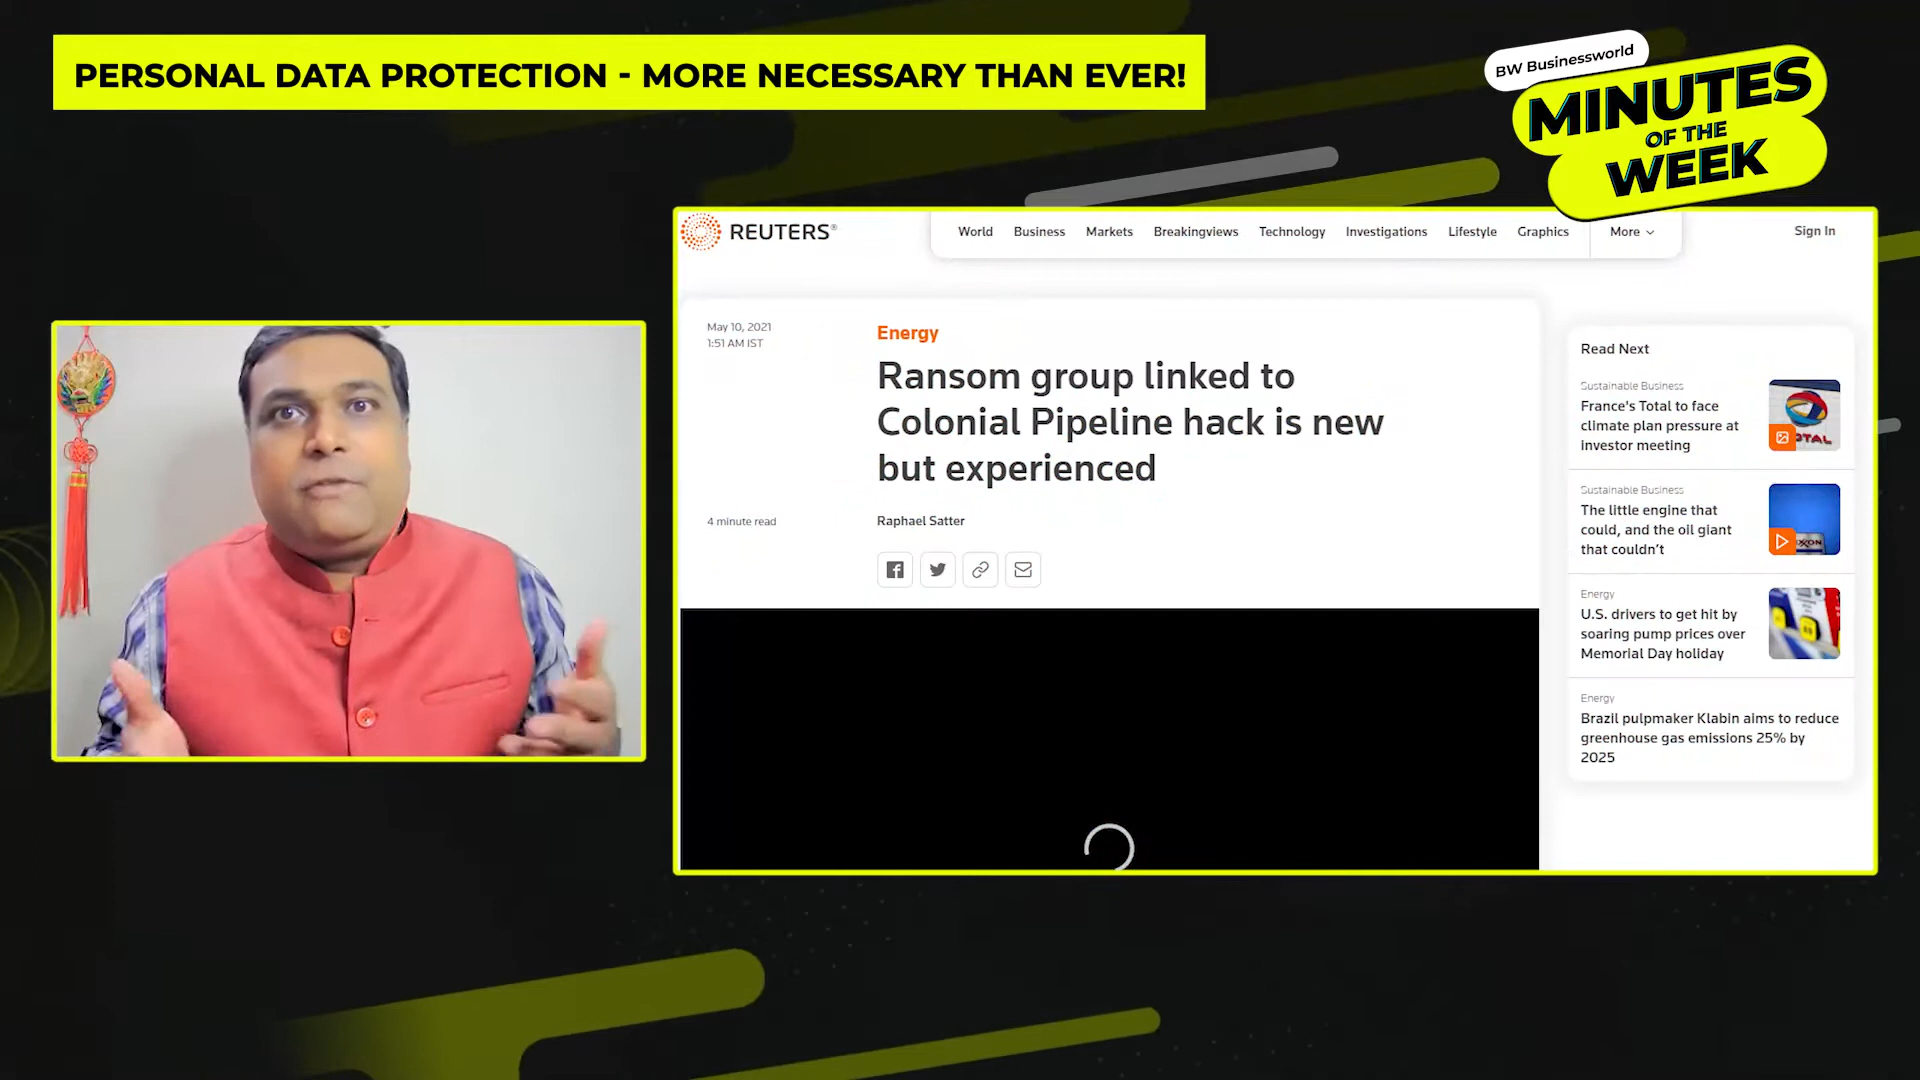 PERSONAL DATA PROTECTION - MORE NECESSARY THAN EVER!
BW Businessworld
MINUTES
OF THE
WEEK
REUTERS®
World Business Markets Breakingviews Technology Investigations Lifestyle Graphics More
Sign In
May 10, 2021
1:51 AM IST
Energy
Ransom group linked to
Colonial Pipeline hack is new
but experienced
4 minute read
Raphael Satter
Read Next
Sustainable Business
France's Total to face
climate plan pressure at
investor meeting
TOTAL
Sustainable Business
The little engine that
could, and the oil giant
that couldn't
EXXON
Energy
U.S. drivers to get hit by
soaring pump prices over
Memorial Day holiday
Energy
Brazil pulpmaker Klabin aims to reduce
greenhouse gas emissions 25% by
2025